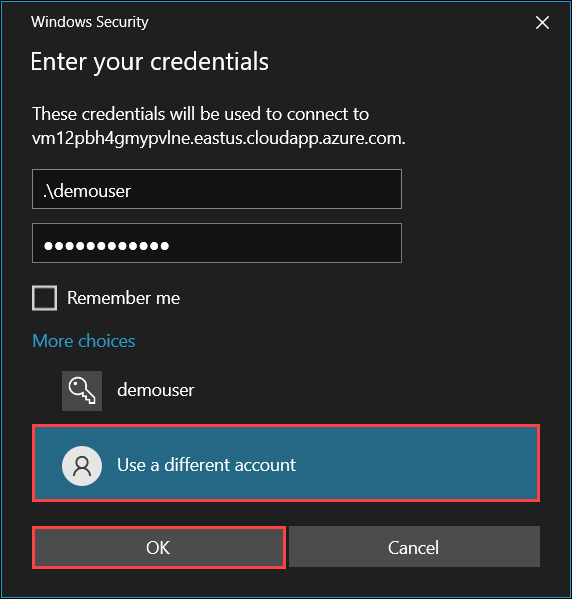 Windows Security
Enter your credentials
These credentials will be used to connect to
vm12pbh4gmypvlne.eastus.cloudapp.azure.com.
.\demouser
●●●●●●●●●●●●
Remember me
More choices
demouser
Use a different account
OK
Cancel